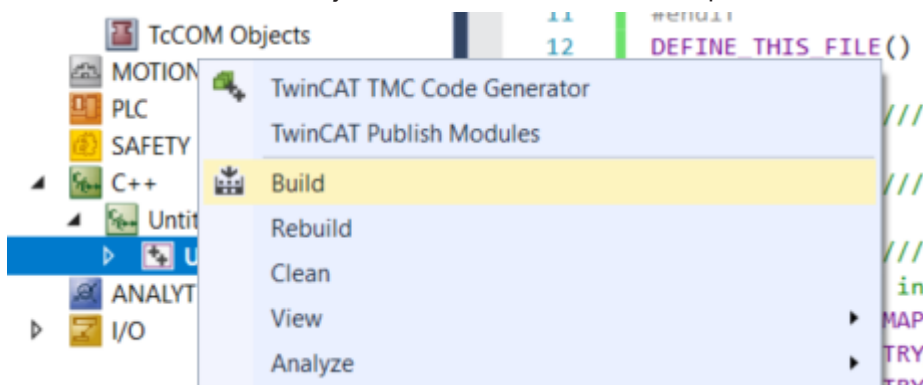 TcCOM Objects
11
#endif
12
DEFINE_THIS_FILE()
MOTION
PLC
SAFETY
C++
Untit
U
ANALYT
I/O
TwinCAT TMC Code Generator
TwinCAT Publish Modules
Build
Rebuild
Clean
View
Analyze
///
///
///
in
MAP
TRY